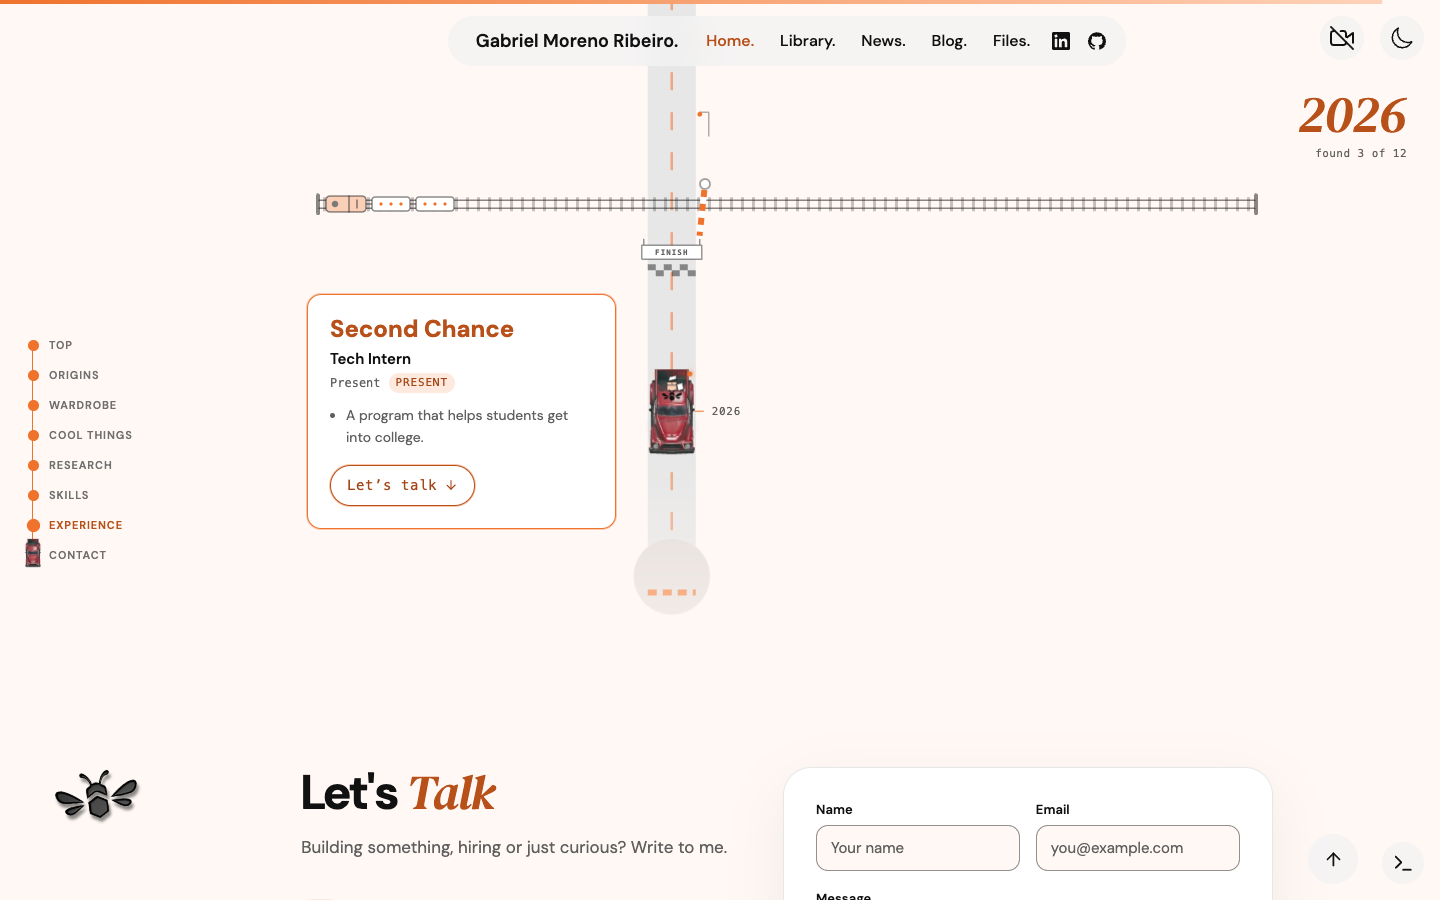 Gabriel Moreno Ribeiro. Home. Library. News. Blog. Files.
2026
found 3 of 12
FINISH
Second Chance
Tech Intern
Present PRESENT
A program that helps students get
into college.
Let's talk ↓
2026
TOP
ORIGINS
WARDROBE
COOL THINGS
RESEARCH
SKILLS
EXPERIENCE
CONTACT
Let's Talk
Building something, hiring or just curious? Write to me.
Name Email
Your name you@example.com
Message